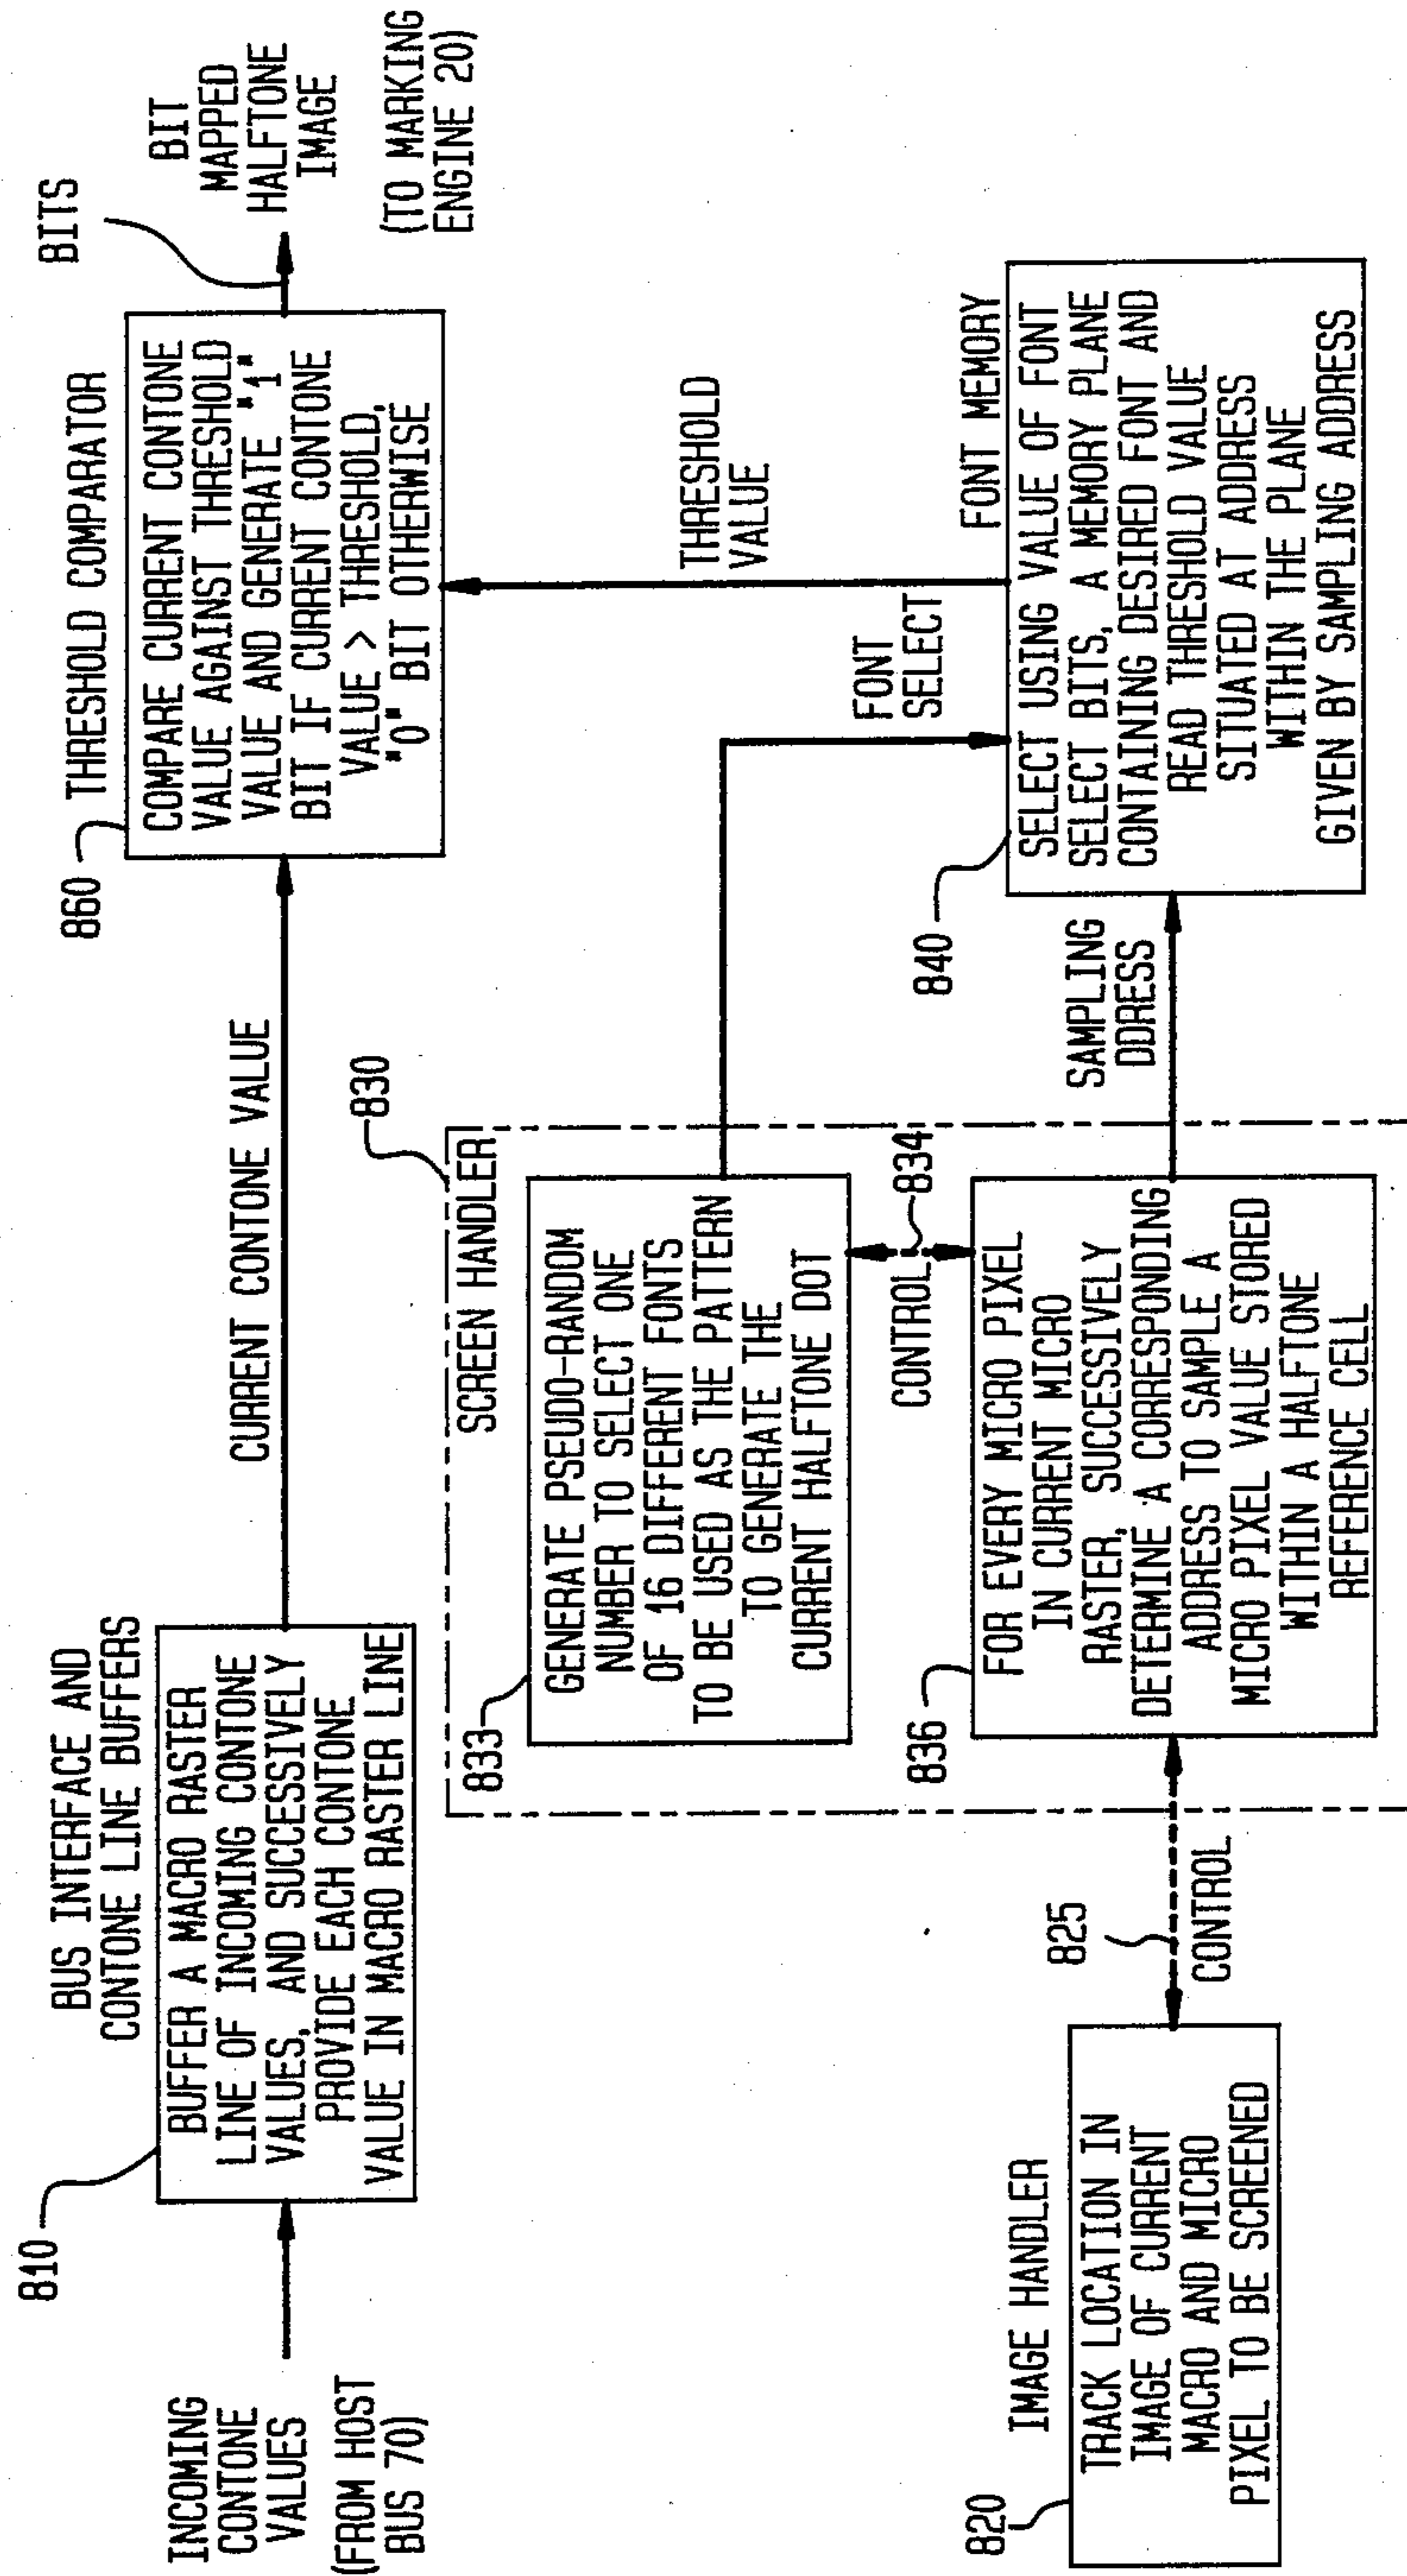 INCOMING
CONTONE
VALUES
(FROM HOST
BUS 70)
810
BUS INTERFACE AND
CONTONE LINE BUFFERS
BUFFER A MACRO RASTER
LINE OF INCOMING CONTONE
VALUES, AND SUCCESSIVELY
PROVIDE EACH CONTONE
VALUE IN MACRO RASTER LINE
CURRENT CONTONE VALUE
860
THRESHOLD COMPARATOR
COMPARE CURRENT CONTONE
VALUE AGAINST THRESHOLD
VALUE AND GENERATE "1"
BIT IF CURRENT CONTONE
VALUE > THRESHOLD,
"0" BIT OTHERWISE
BITS
BIT
MAPPED
HALFTONE
IMAGE
(TO MARKING
ENGINE 20)
830
SCREEN HANDLER
833
GENERATE PSEUDO-RANDOM
NUMBER TO SELECT ONE
OF 16 DIFFERENT FONTS
TO BE USED AS THE PATTERN
TO GENERATE THE
CURRENT HALFTONE DOT
CONTROL
834
836
FOR EVERY MICRO PIXEL
IN CURRENT MICRO
RASTER, SUCCESSIVELY
DETERMINE A CORRESPONDING
ADDRESS TO SAMPLE A
MICRO PIXEL VALUE STORED
WITHIN A HALFTONE
REFERENCE CELL
FONT
SELECT
THRESHOLD
VALUE
SAMPLING
DDRESS
840
FONT MEMORY
SELECT USING VALUE OF FONT
SELECT BITS, A MEMORY PLANE
CONTAINING DESIRED FONT AND
READ THRESHOLD VALUE
SITUATED AT ADDRESS
WITHIN THE PLANE
GIVEN BY SAMPLING ADDRESS
820
IMAGE HANDLER
TRACK LOCATION IN
IMAGE OF CURRENT
MACRO AND MICRO
PIXEL TO BE SCREENED
825
CONTROL